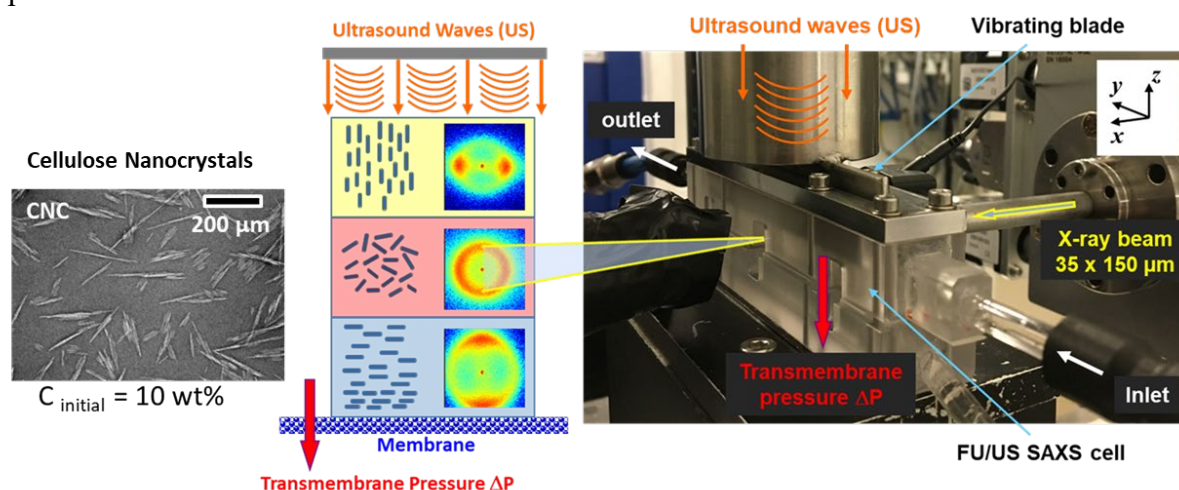 Ultrasound Waves (US)
Cellulose Nanocrystals
CNC
200 µm
C initial = 10 wt%
Membrane
Transmembrane Pressure ΔP
Ultrasound waves (US)
Vibrating blade
outlet
z
y
x
X-ray beam
35 x 150 µm
Transmembrane
pressure ΔP
Inlet
FU/US SAXS cell